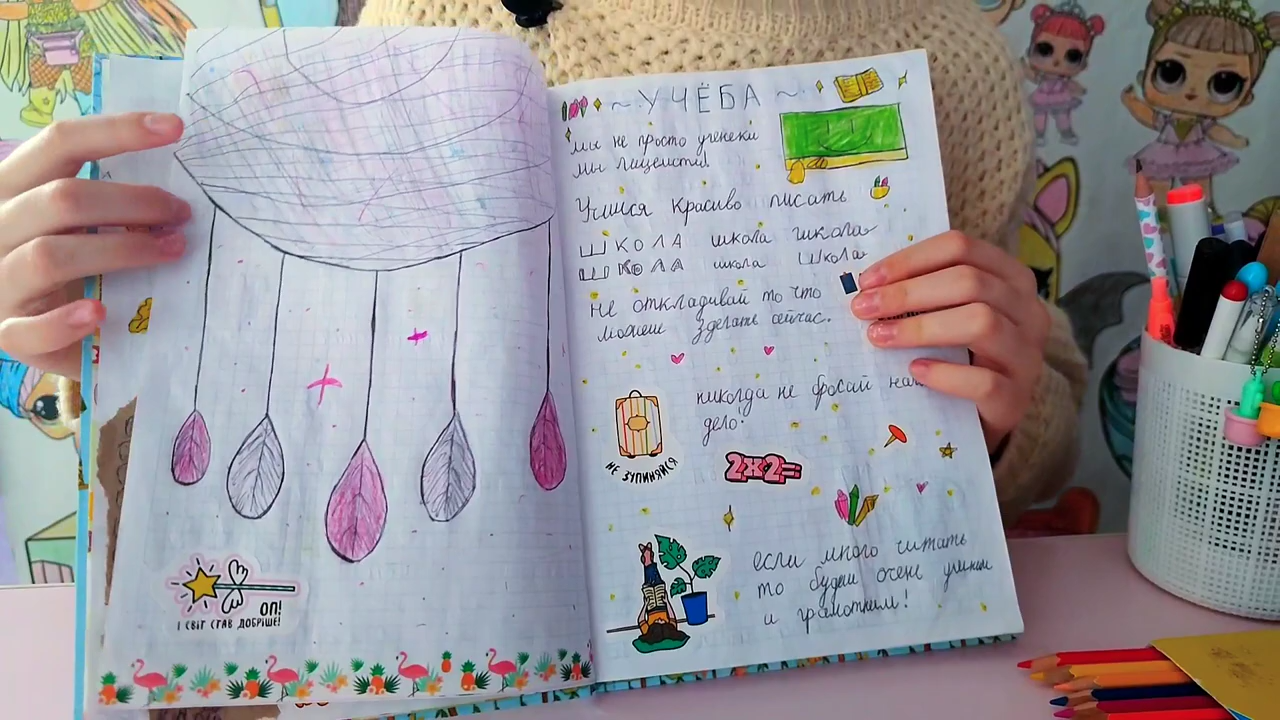 ~ УЧЁБА ~
мы не просто ученеки
мы лицеисты
Учимся красиво писать
ШКОЛА школа школа
ШКОЛА школа школа
не откладывай то что
можеш зделать сейчас.
никогда не бросай
дело!
НЕ ЗУПИНЯЙСЯ
2×2=
если много читать
то будеш очень умным
и грамотным!
ОП!
І СВІТ СТАВ ДОБРІШЕ!